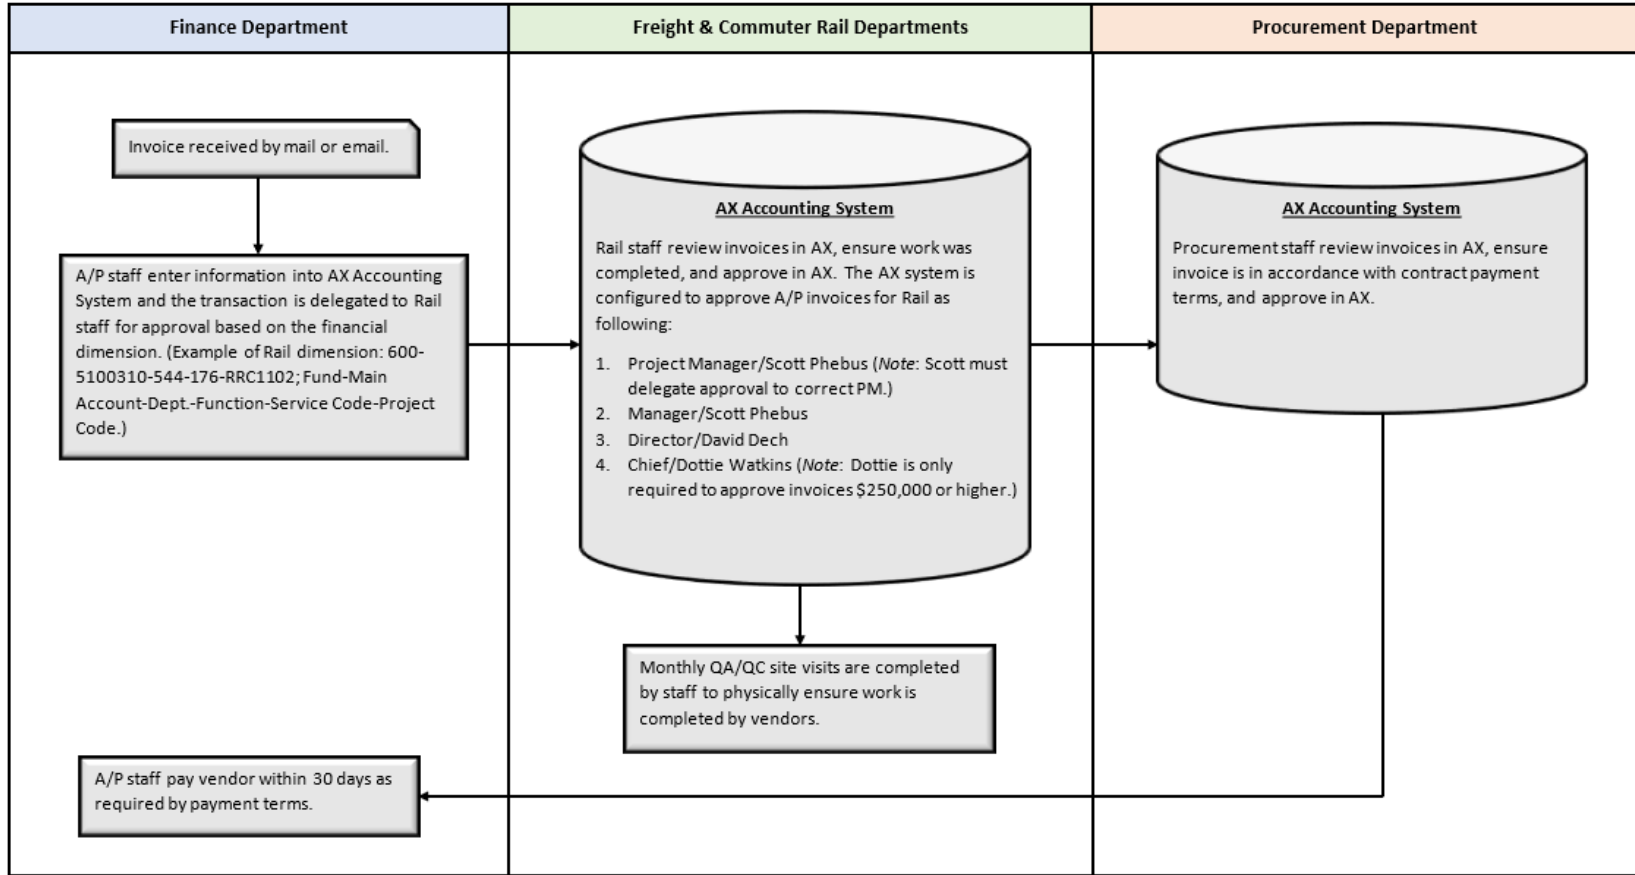 Finance Department
Freight & Commuter Rail Departments
Procurement Department
Invoice received by mail or email.
A/P staff enter information into AX Accounting
System and the transaction is delegated to Rail
staff for approval based on the financial
dimension. (Example of Rail dimension: 600-
5100310-544-176-RRC1102; Fund-Main
Account-Dept.-Function-Service Code-Project
Code.)
AX Accounting System
Rail staff review invoices in AX, ensure work was
completed, and approve in AX. The AX system is
configured to approve A/P invoices for Rail as
following:
1. Project Manager/Scott Phebus (Note: Scott must
delegate approval to correct PM.)
2. Manager/Scott Phebus
3. Director/David Dech
4. Chief/Dottie Watkins (Note: Dottie is only
required to approve invoices $250,000 or higher.)
AX Accounting System
Procurement staff review invoices in AX, ensure
invoice is in accordance with contract payment
terms, and approve in AX.
Monthly QA/QC site visits are completed
by staff to physically ensure work is
completed by vendors.
A/P staff pay vendor within 30 days as
required by payment terms.